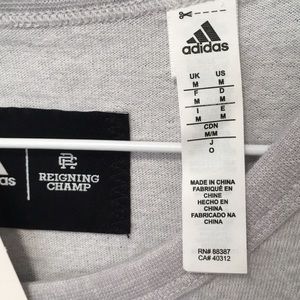 adidas
UK US
M M
F D
M M
I E
M M
CDN
M/M
J
O
MADE IN CHINA
FABRIQUÉ EN
CHINE
HECHO EN
CHINA
FABRICADO NA
CHINA
RN# 88387
CA# 40312
das
REIGNING
CHAMP